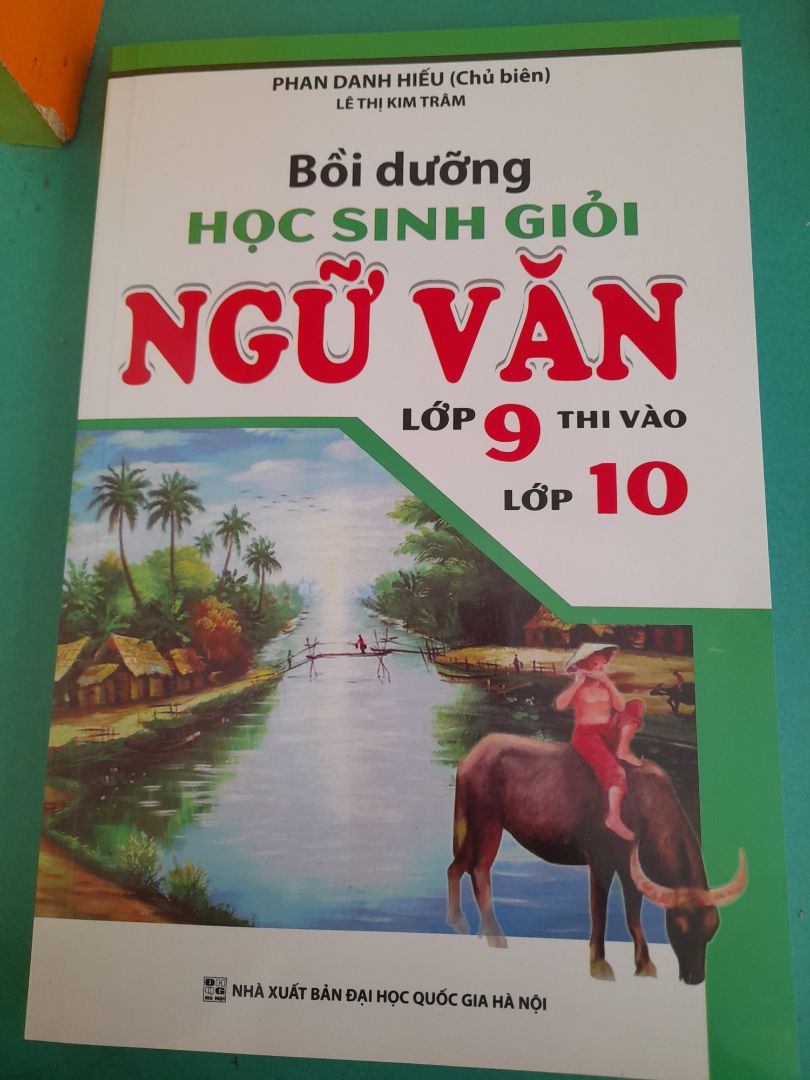 PHAN DANH HIẾU (Chủ biên)
LÊ THỊ KIM TRÂM
Bồi dưỡng
HỌC SINH GIỎI
NGỮ VĂN
LỚP 9 THI VÀO
LỚP 10
NHÀ XUẤT BẢN ĐẠI HỌC QUỐC GIA HÀ NỘI